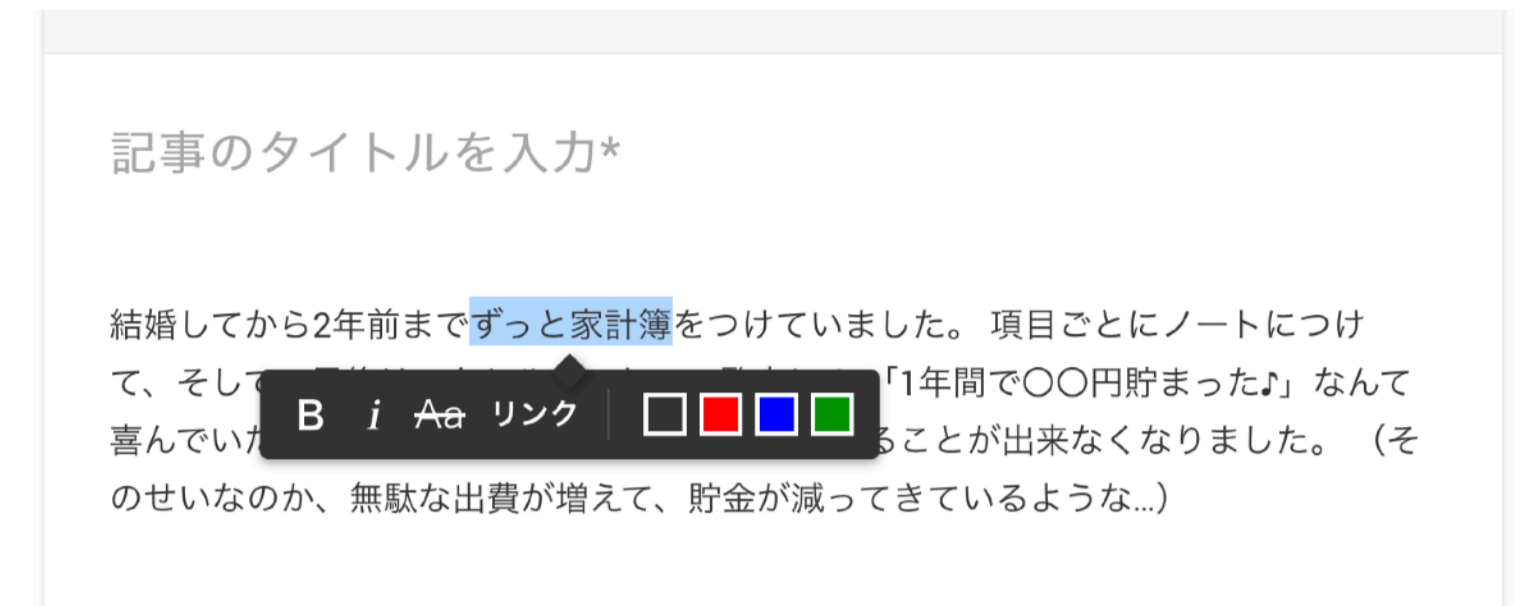 記事のタイトルを入力*
結婚してから2年前までずっと家計簿をつけていました。 項目ごとにノートにつけ
て、そして 「1年間で〇〇円貯まった♪」なんて
B i Aa リンク
喜んでい ることが出来なくなりました。 （そ
のせいなのか、無駄な出費が増えて、貯金が減ってきているような...）